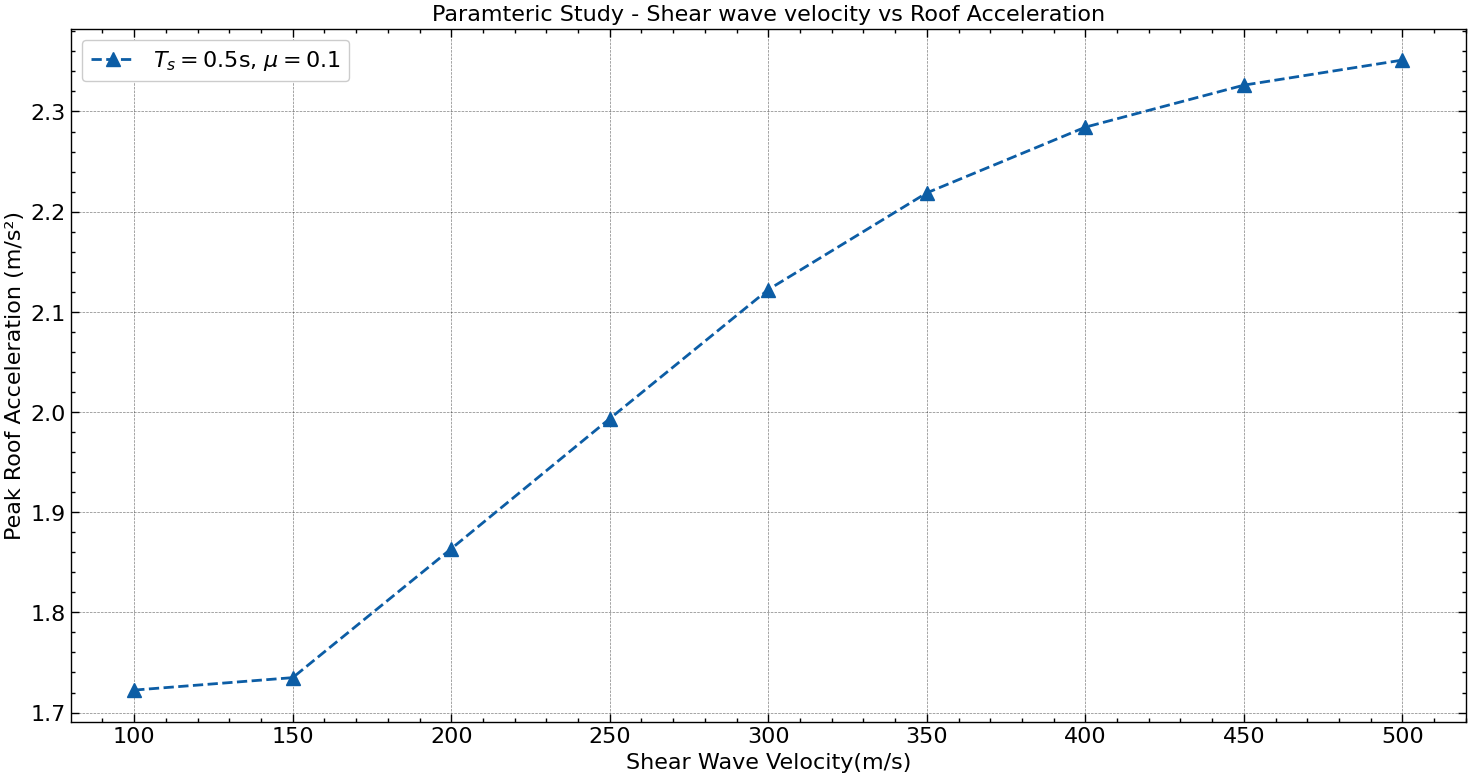 Paramteric Study - Shear wave velocity vs Roof Acceleration
Tₛ = 0.5s, μ = 0.1
Peak Roof Acceleration (m/s²)
2.3
2.2
2.1
2.0
1.9
1.8
1.7
100 150 200 250 300 350 400 450 500
Shear Wave Velocity(m/s)